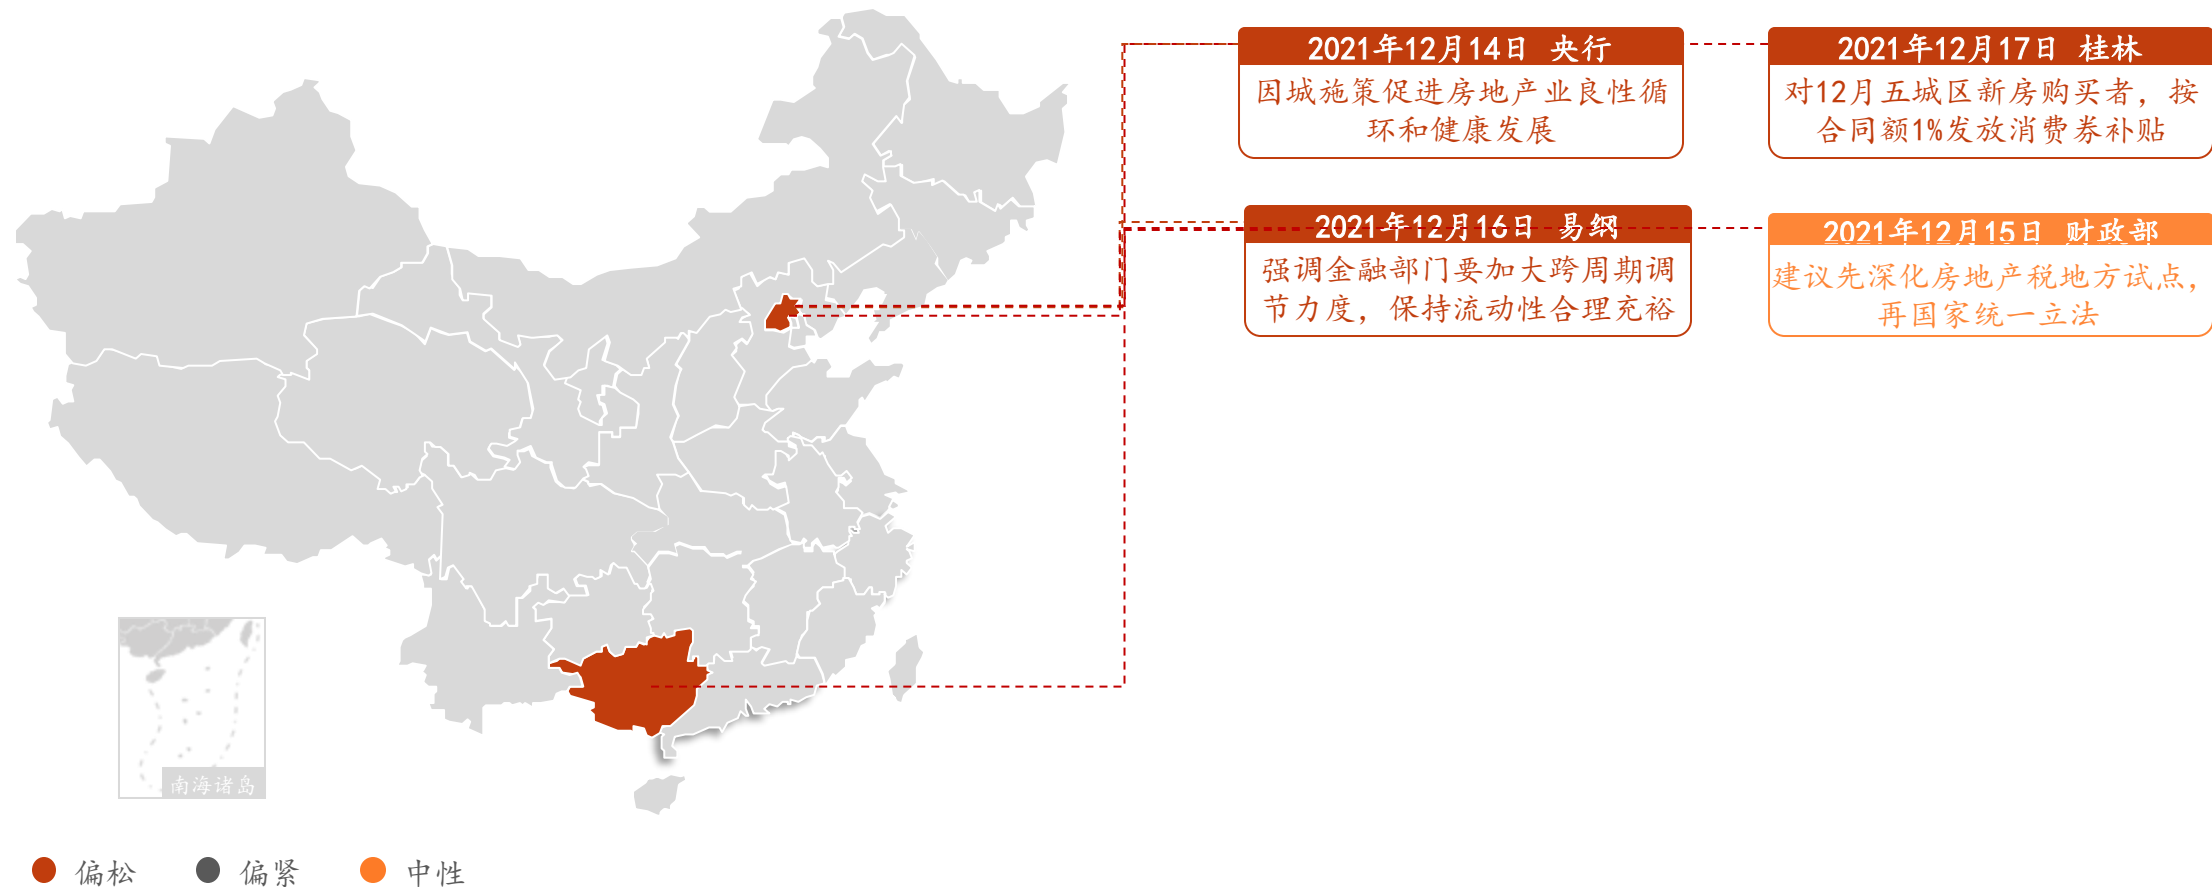 2021年12月14日 央行
因城施策促进房地产业良性循
环和健康发展
2021年12月17日 桂林
对12月五城区新房购买者，按
合同额1%发放消费券补贴
2021年12月16日 易纲
强调金融部门要加大跨周期调
节力度，保持流动性合理充裕
2021年12月15日 财政部
建议先深化房地产税地方试点，
再国家统一立法
南海诸岛
偏松
偏紧
中性